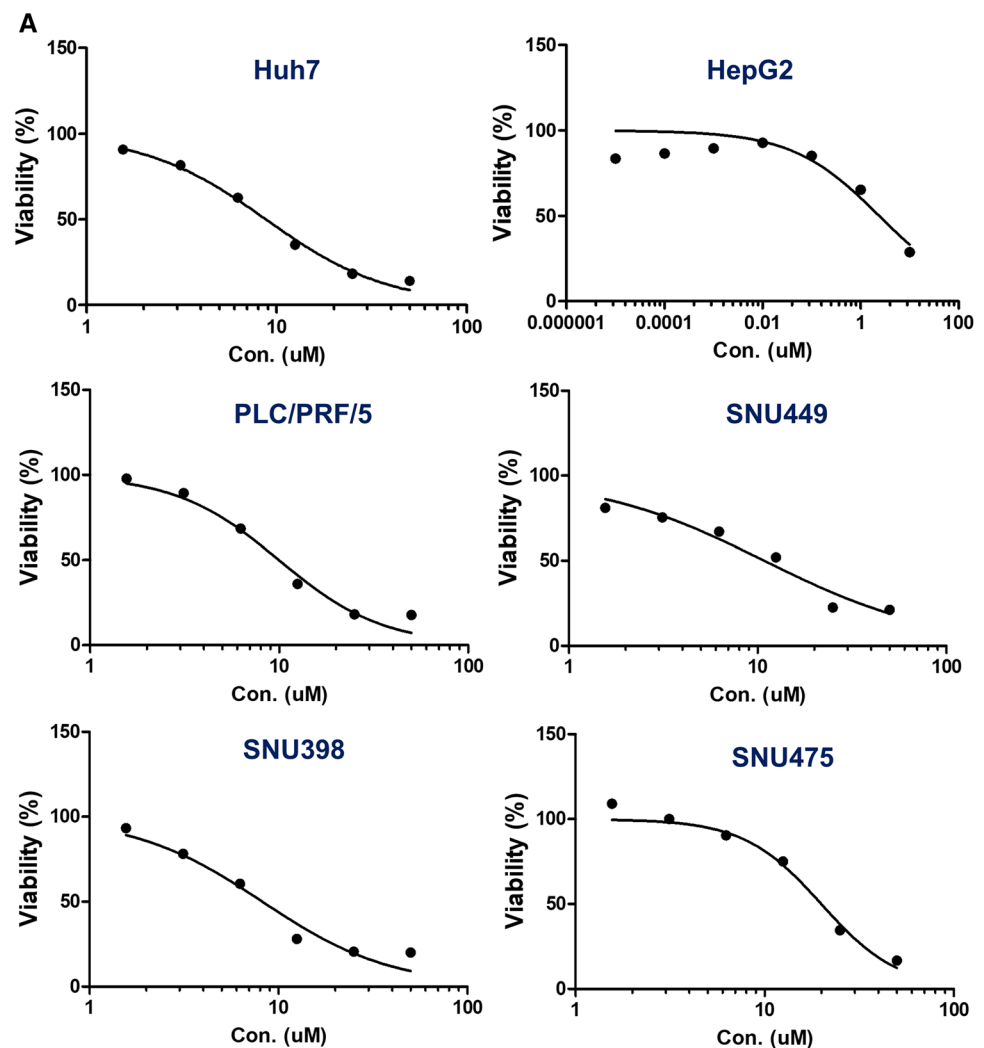 A
Huh7
Viability (%)
150
100
50
0
1
10
100
Con. (uM)
HepG2
Viability (%)
150
100
50
0
0.000001
0.0001
0.01
1
100
Con. (uM)
PLC/PRF/5
Viability (%)
150
100
50
0
1
10
100
Con. (uM)
SNU449
Viability (%)
150
100
50
0
1
10
100
Con. (uM)
SNU398
Viability (%)
150
100
50
0
1
10
100
Con. (uM)
SNU475
Viability (%)
150
100
50
0
1
10
100
Con. (uM)